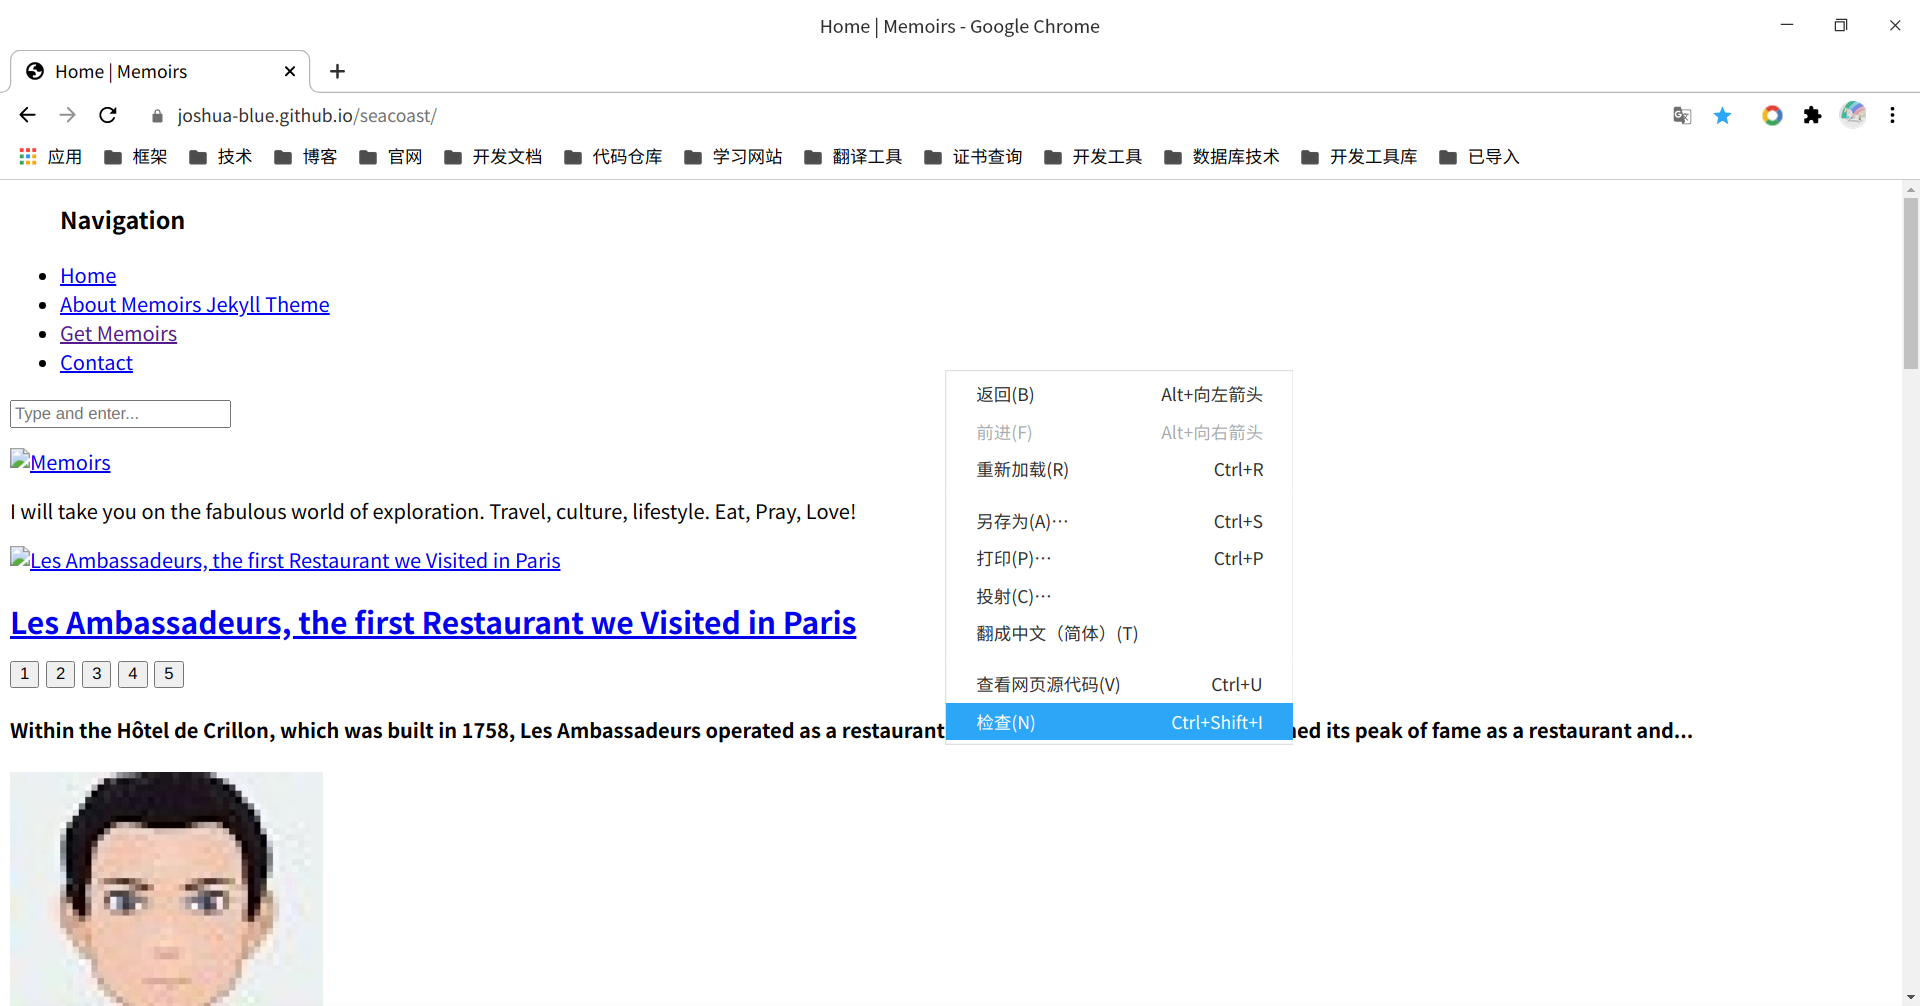 Home | Memoirs - Google Chrome
Home | Memoirs
joshua-blue.github.io/seacoast/
应用 框架 技术 博客 官网 开发文档 代码仓库 学习网站 翻译工具 证书查询 开发工具 数据库技术 开发工具库 已导入
Navigation
Home
About Memoirs Jekyll Theme
Get Memoirs
Contact
Type and enter...
Memoirs
I will take you on the fabulous world of exploration. Travel, culture, lifestyle. Eat, Pray, Love!
Les Ambassadeurs, the first Restaurant we Visited in Paris
Les Ambassadeurs, the first Restaurant we Visited in Paris
1 2 3 4 5
Within the Hôtel de Crillon, which was built in 1758, Les Ambassadeurs operated as a restaurant
its peak of fame as a restaurant and...
返回(B) Alt+向左箭头
前进(F) Alt+向右箭头
重新加载(R) Ctrl+R
另存为(A)… Ctrl+S
打印(P)… Ctrl+P
投射(C)…
翻成中文（简体）(T)
查看网页源代码(V) Ctrl+U
检查(N) Ctrl+Shift+I